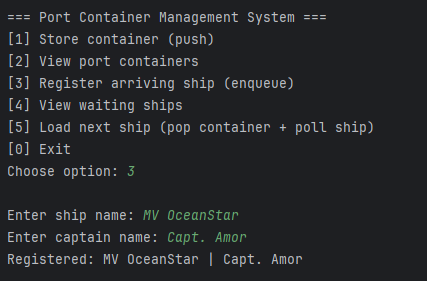 === Port Container Management System ===
[1] Store container (push)
[2] View port containers
[3] Register arriving ship (enqueue)
[4] View waiting ships
[5] Load next ship (pop container + poll ship)
[0] Exit
Choose option: 3
Enter ship name: MV OceanStar
Enter captain name: Capt. Amor
Registered: MV OceanStar | Capt. Amor